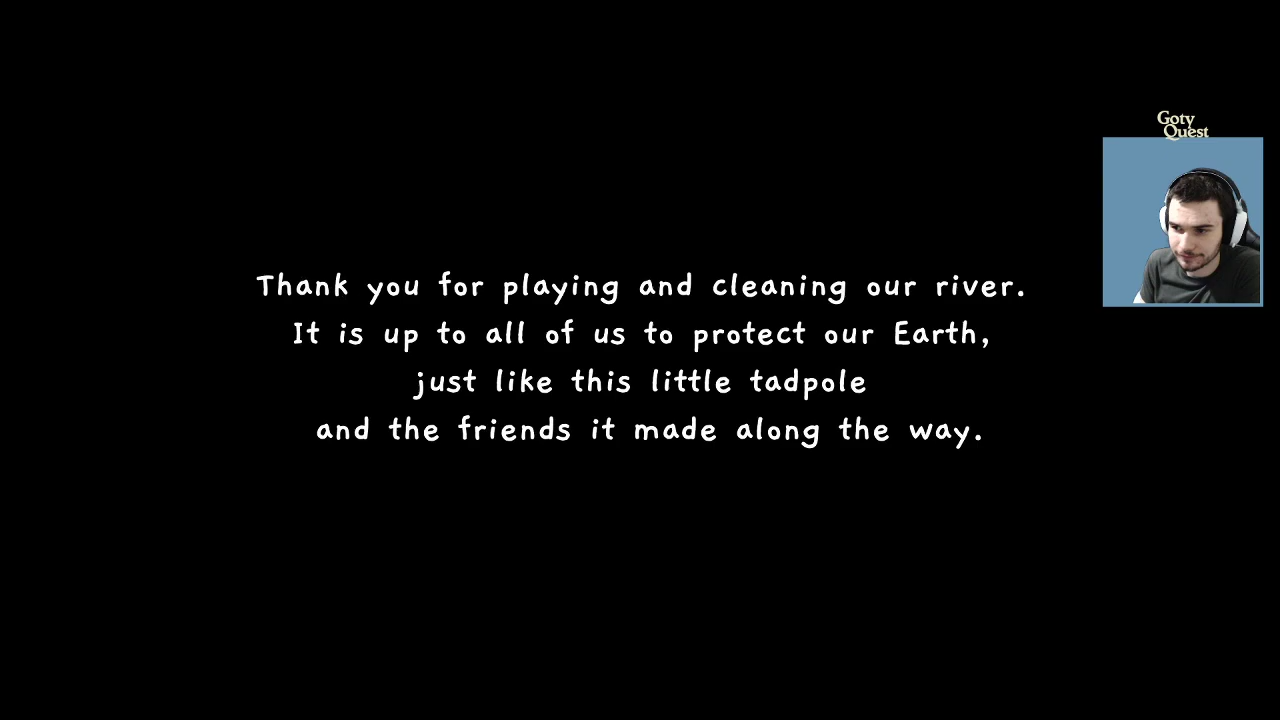 Goty
Quest
Thank you for playing and cleaning our river.
It is up to all of us to protect our Earth,
just like this little tadpole
and the friends it made along the way.